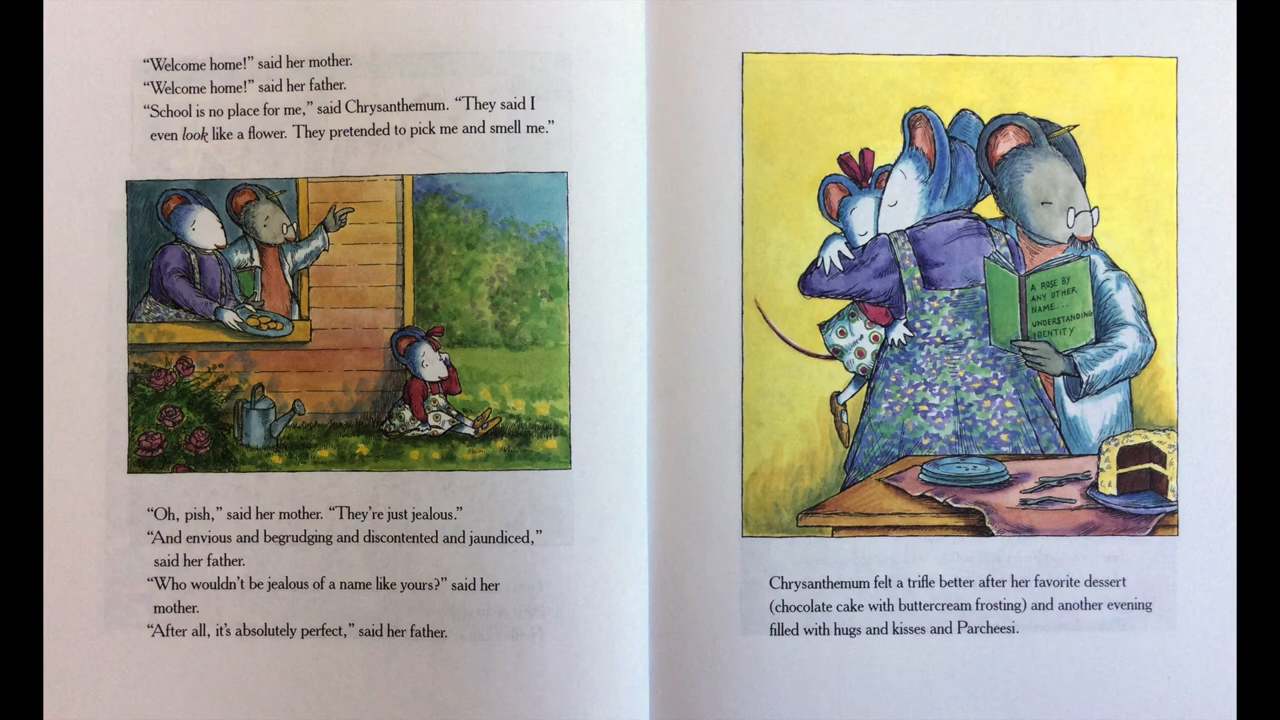 “Welcome home!” said her mother.
“Welcome home!” said her father.
“School is no place for me,” said Chrysanthemum. “They said I
even look like a flower. They pretended to pick me and smell me.”
“Oh, pish,” said her mother. “They’re just jealous.”
“And envious and begrudging and discontented and jaundiced,”
said her father.
“Who wouldn’t be jealous of a name like yours?” said her
mother.
“After all, it’s absolutely perfect,” said her father.
A ROSE BY
ANY OTHER
NAME...
UNDERSTANDING
IDENTITY
Chrysanthemum felt a trifle better after her favorite dessert
(chocolate cake with buttercream frosting) and another evening
filled with hugs and kisses and Parcheesi.